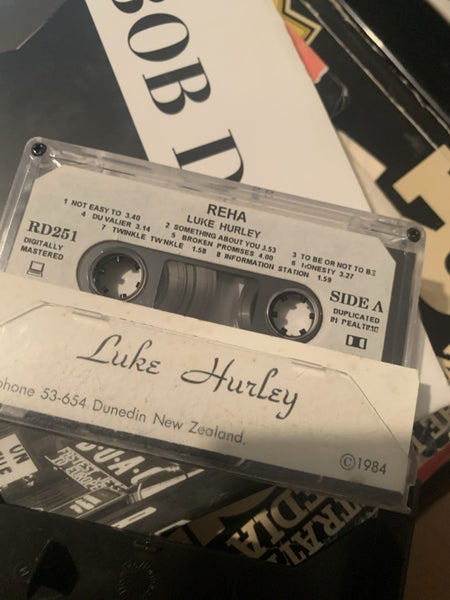 BOB D
REHA
LUKE HURLEY
1 NOT EASY TO 3.40 2 SOMETHING ABOUT YOU 3.53 3 TO BE OR NOT TO BE
4 DU VALIER 3.14 5 BROKEN PROMISES 4.00 6 HONESTY 3.27
7 TWINKLE TWINKLE 1.58 8 INFORMATION STATION 1.59
RD251
DIGITALLY
MASTERED
SIDE A
DUPLICATED
IN REALTIME
Luke Hurley
phone 53-654 Dunedin New Zealand.
©1984